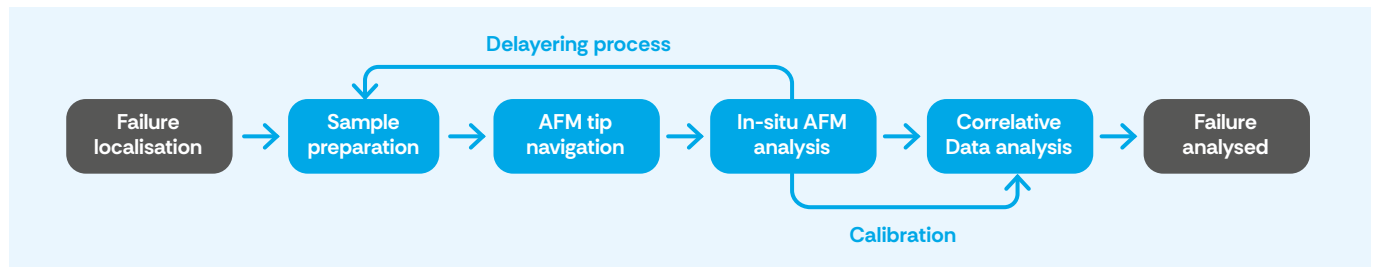 Delayering process
Failure
localisation
Sample
preparation
AFM tip
navigation
In-situ AFM
analysis
Correlative
Data analysis
Failure
analysed
Calibration